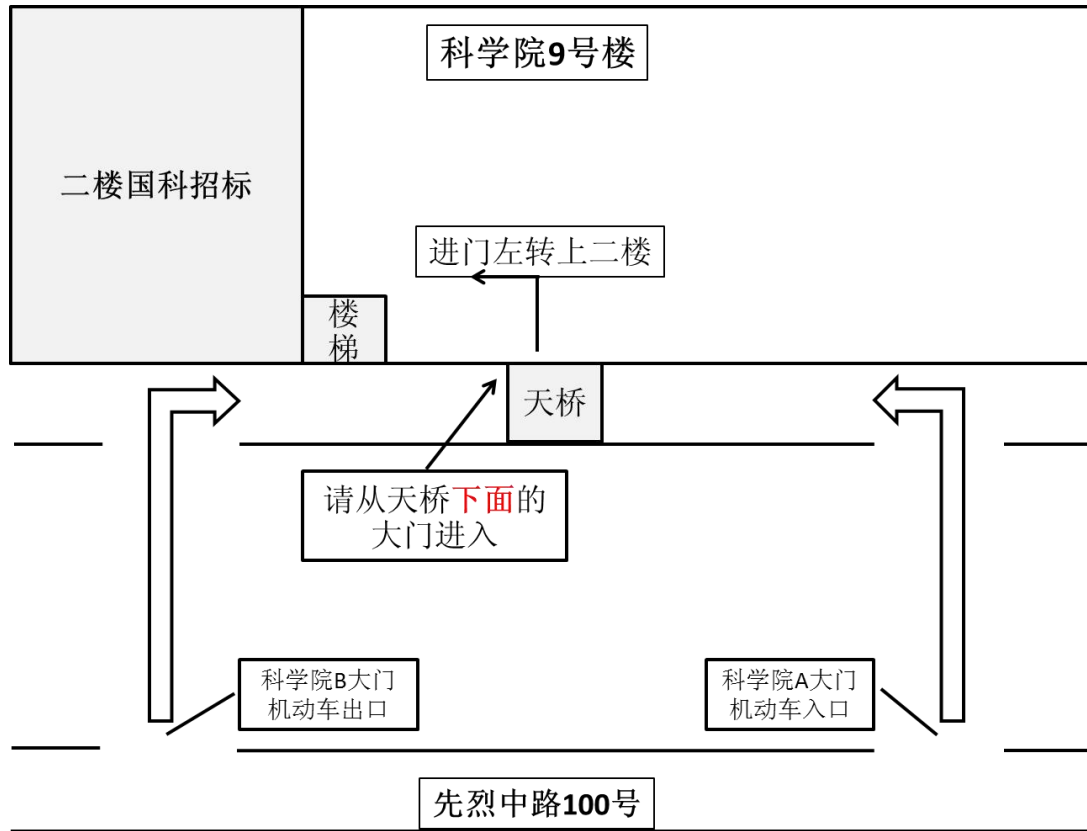 科学院9号楼
二楼国科招标
进门左转上二楼
楼
梯
天桥
请从天桥下面的
大门进入
科学院B大门
机动车出口
科学院A大门
机动车入口
先烈中路100号